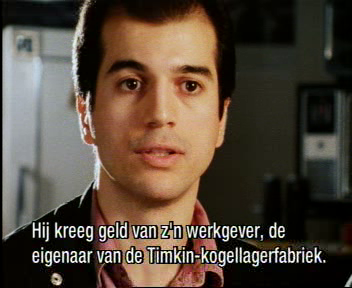 Hij kreeg geld van z'n werkgever, de
eigenaar van de Timkin-kogellagerfabriek.